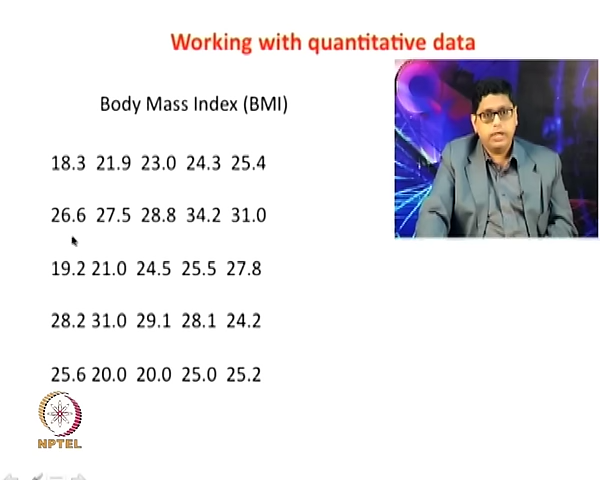 Working with quantitative data
Body Mass Index (BMI)
18.3 21.9 23.0 24.3 25.4
26.6 27.5 28.8 34.2 31.0
19.2 21.0 24.5 25.5 27.8
28.2 31.0 29.1 28.1 24.2
25.6 20.0 20.0 25.0 25.2
NPTEL